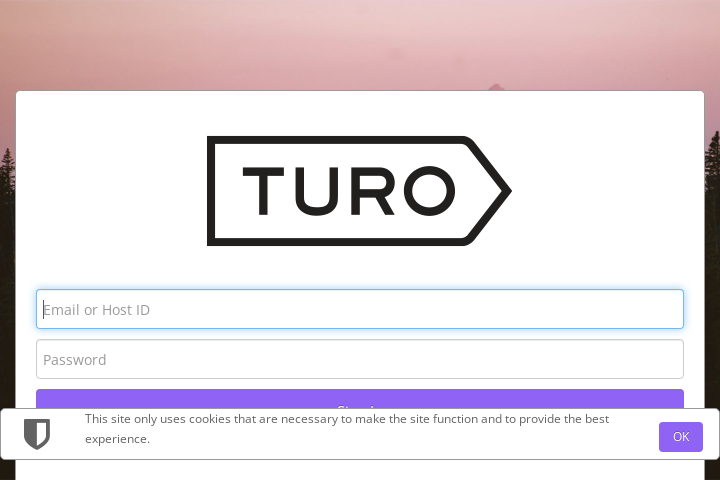 TURO
Email or Host ID
Password
This site only uses cookies that are necessary to make the site function and to provide the best
experience.
OK